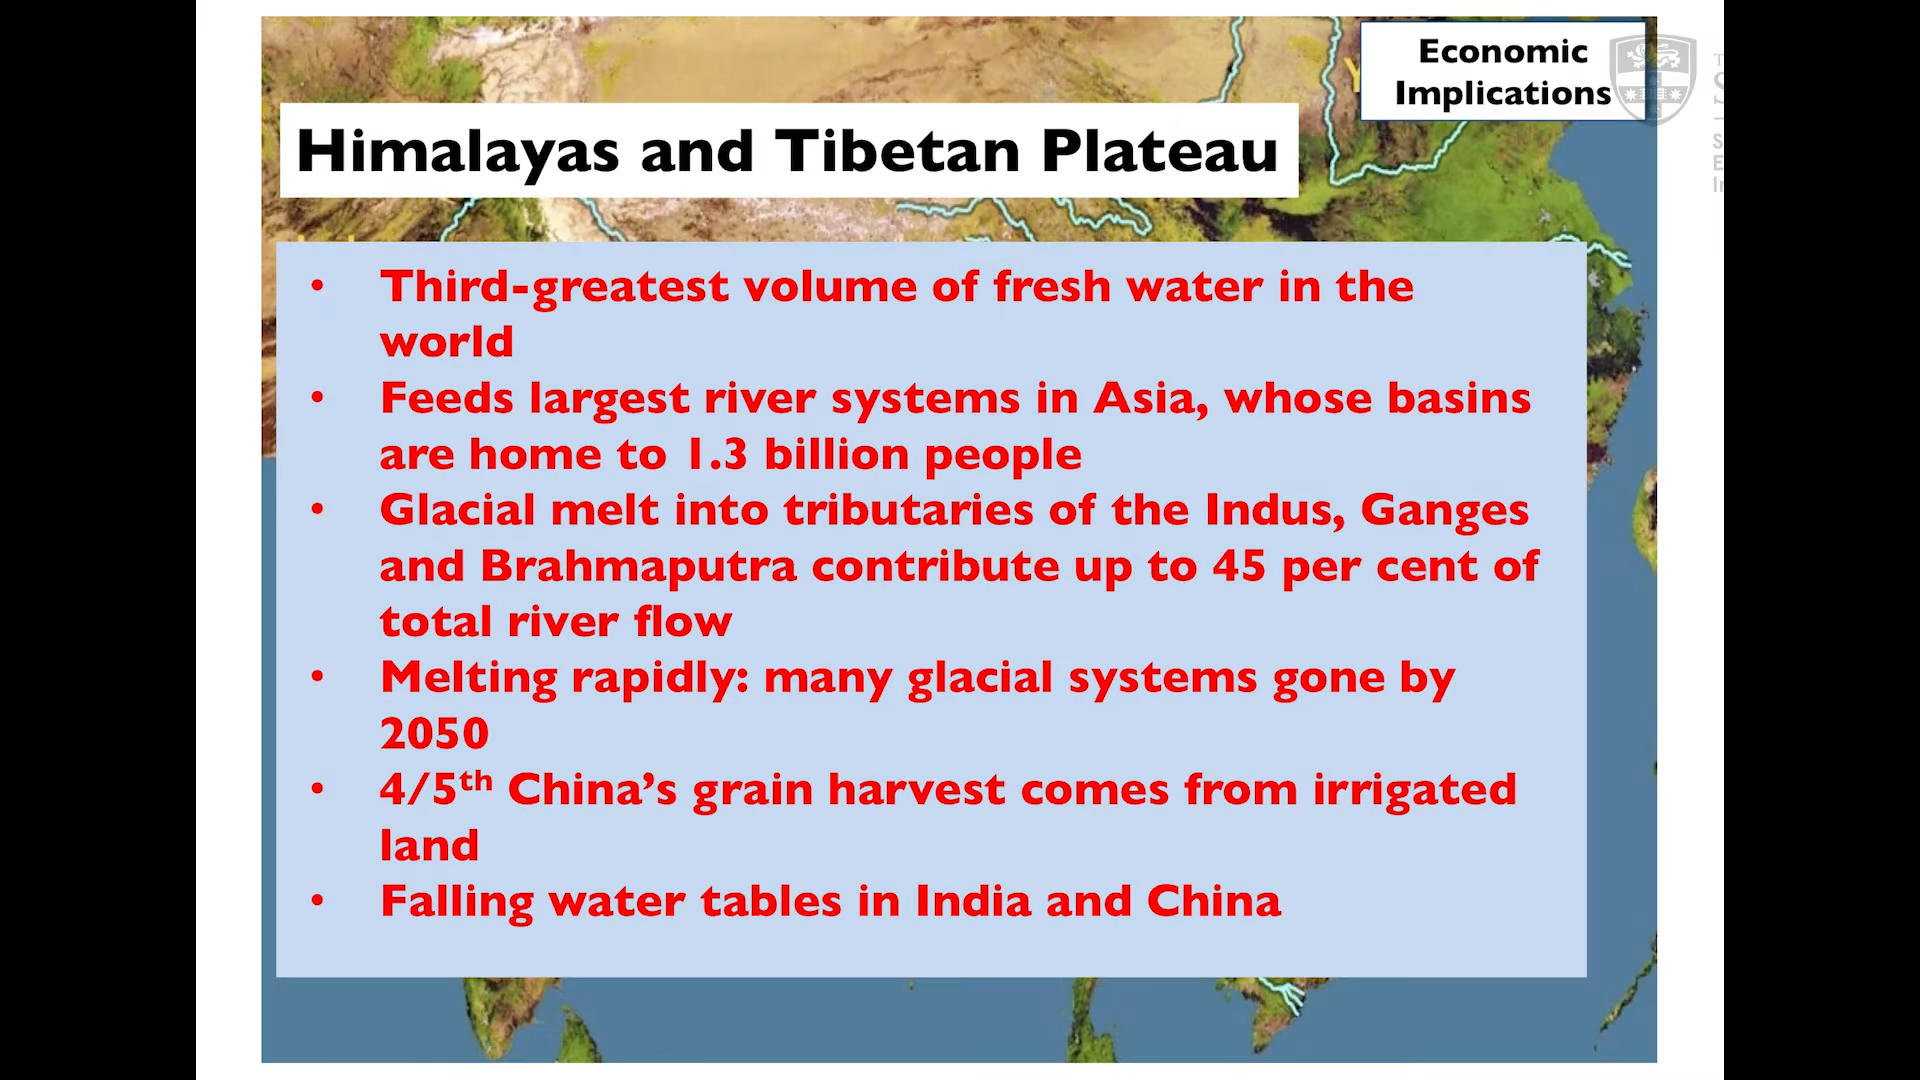 Economic
Implications
Himalayas and Tibetan Plateau
• Third-greatest volume of fresh water in the
world
• Feeds largest river systems in Asia, whose basins
are home to 1.3 billion people
• Glacial melt into tributaries of the Indus, Ganges
and Brahmaputra contribute up to 45 per cent of
total river flow
• Melting rapidly: many glacial systems gone by
2050
• 4/5th China’s grain harvest comes from irrigated
land
• Falling water tables in India and China